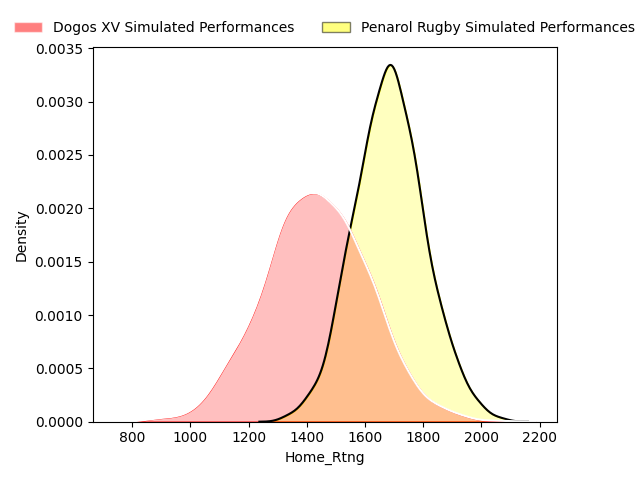 Dogos XV Simulated Performances
Penarol Rugby Simulated Performances
0.0035
0.0030
0.0025
0.0020
0.0015
0.0010
0.0005
0.0000
Density
800 1000 1200 1400 1600 1800 2000 2200
Home_Rtng